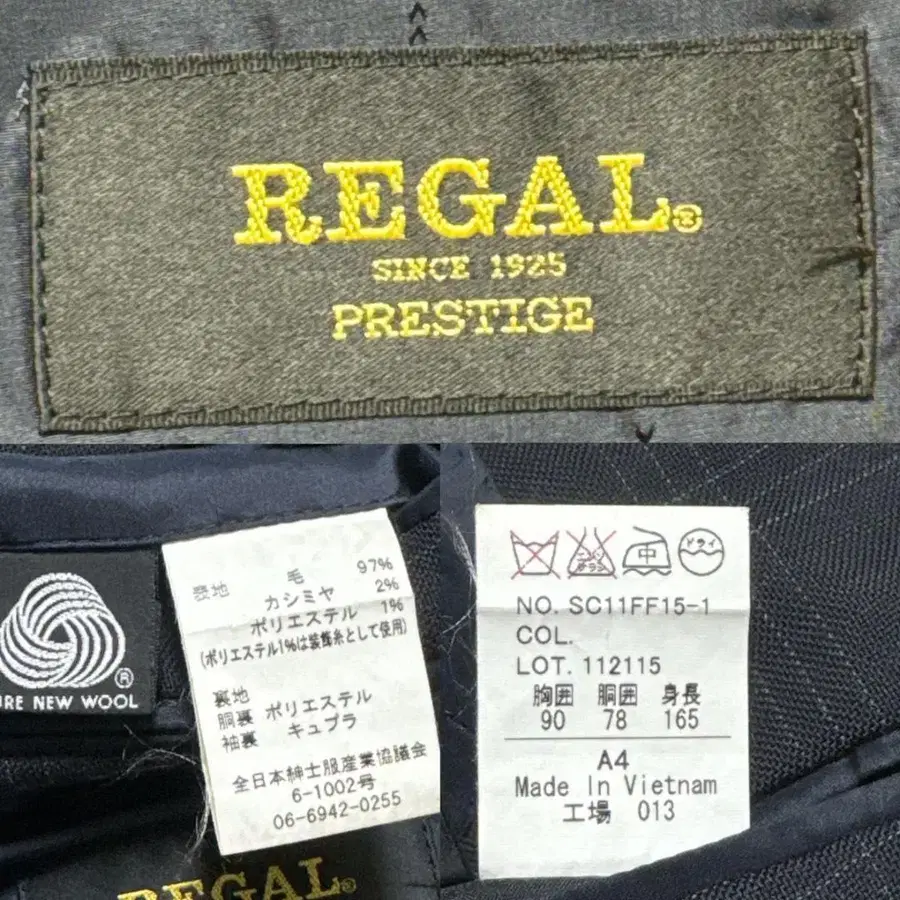 REGAL®
SINCE 1925
PRESTIGE
URE NEW WOOL
表地 毛 97%
カシミヤ 2%
ポリエステル 1%
(ポリエステル1%は装飾糸として使用)
裏地
胴裏 ポリエステル
袖裏 キュプラ
全日本紳士服産業協議会
6-1002号
06-6942-0255
REGAL®
中 ドライ
NO. SC11FF15-1
COL.
LOT. 112115
胸囲 胴囲 身長
90 78 165
A4
Made In Vietnam
工場 013